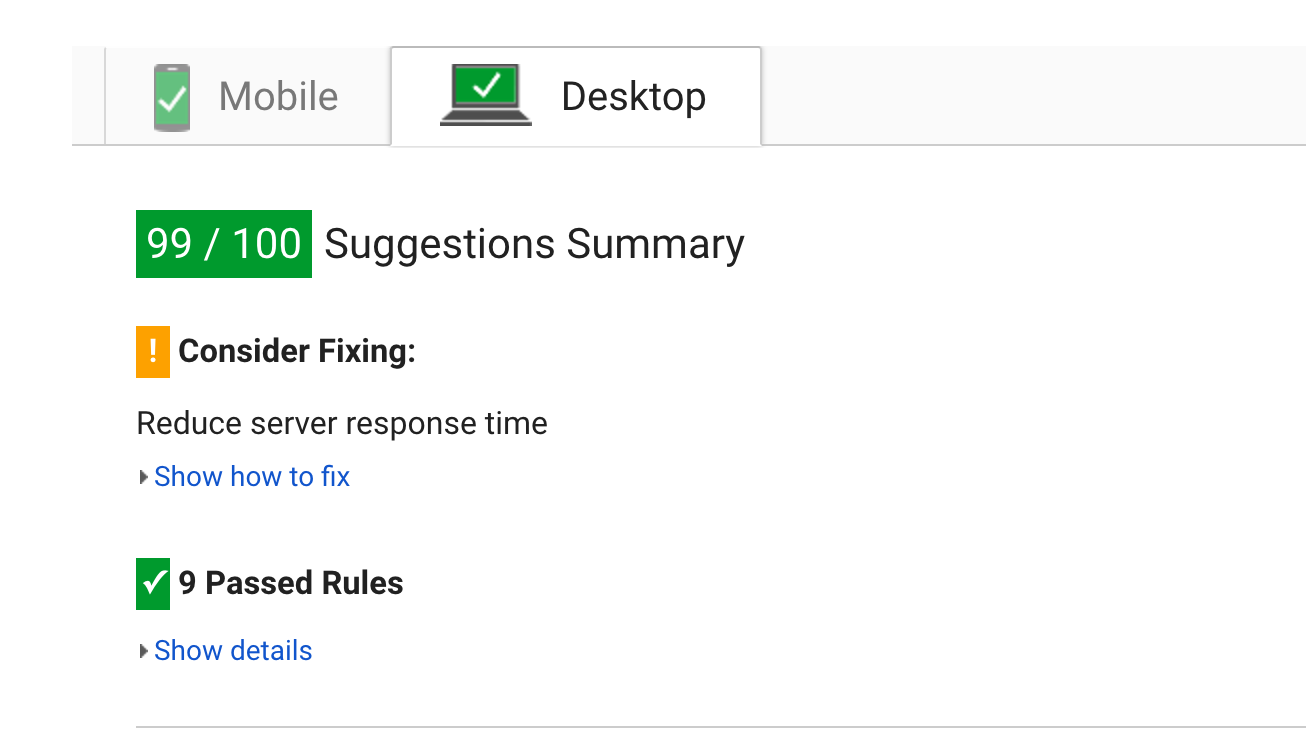 Mobile Desktop
99 / 100 Suggestions Summary
! Consider Fixing:
Reduce server response time
Show how to fix
9 Passed Rules
Show details